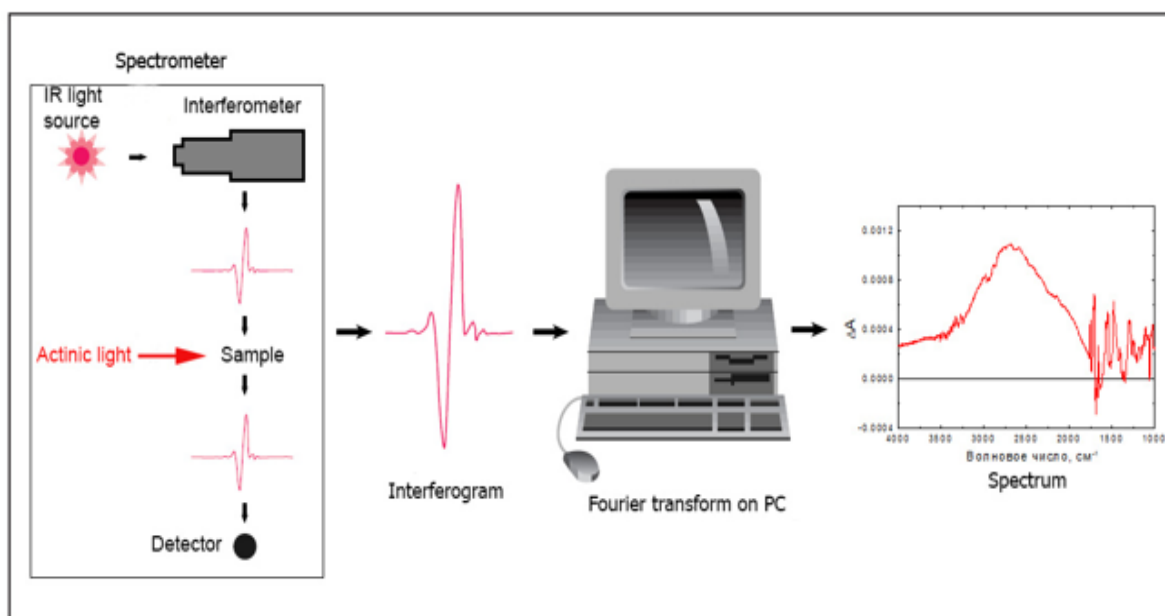 Spectrometer
IR light
source
Interferometer
Actinic light
Sample
Detector
Interferogram
Fourier transform on PC
0.0012
0.0008
0.0004
0.0000
-0.0004
ΔA
4000 3500 3000 2500 2000 1500 1000
Волновое число, см⁻¹
Spectrum